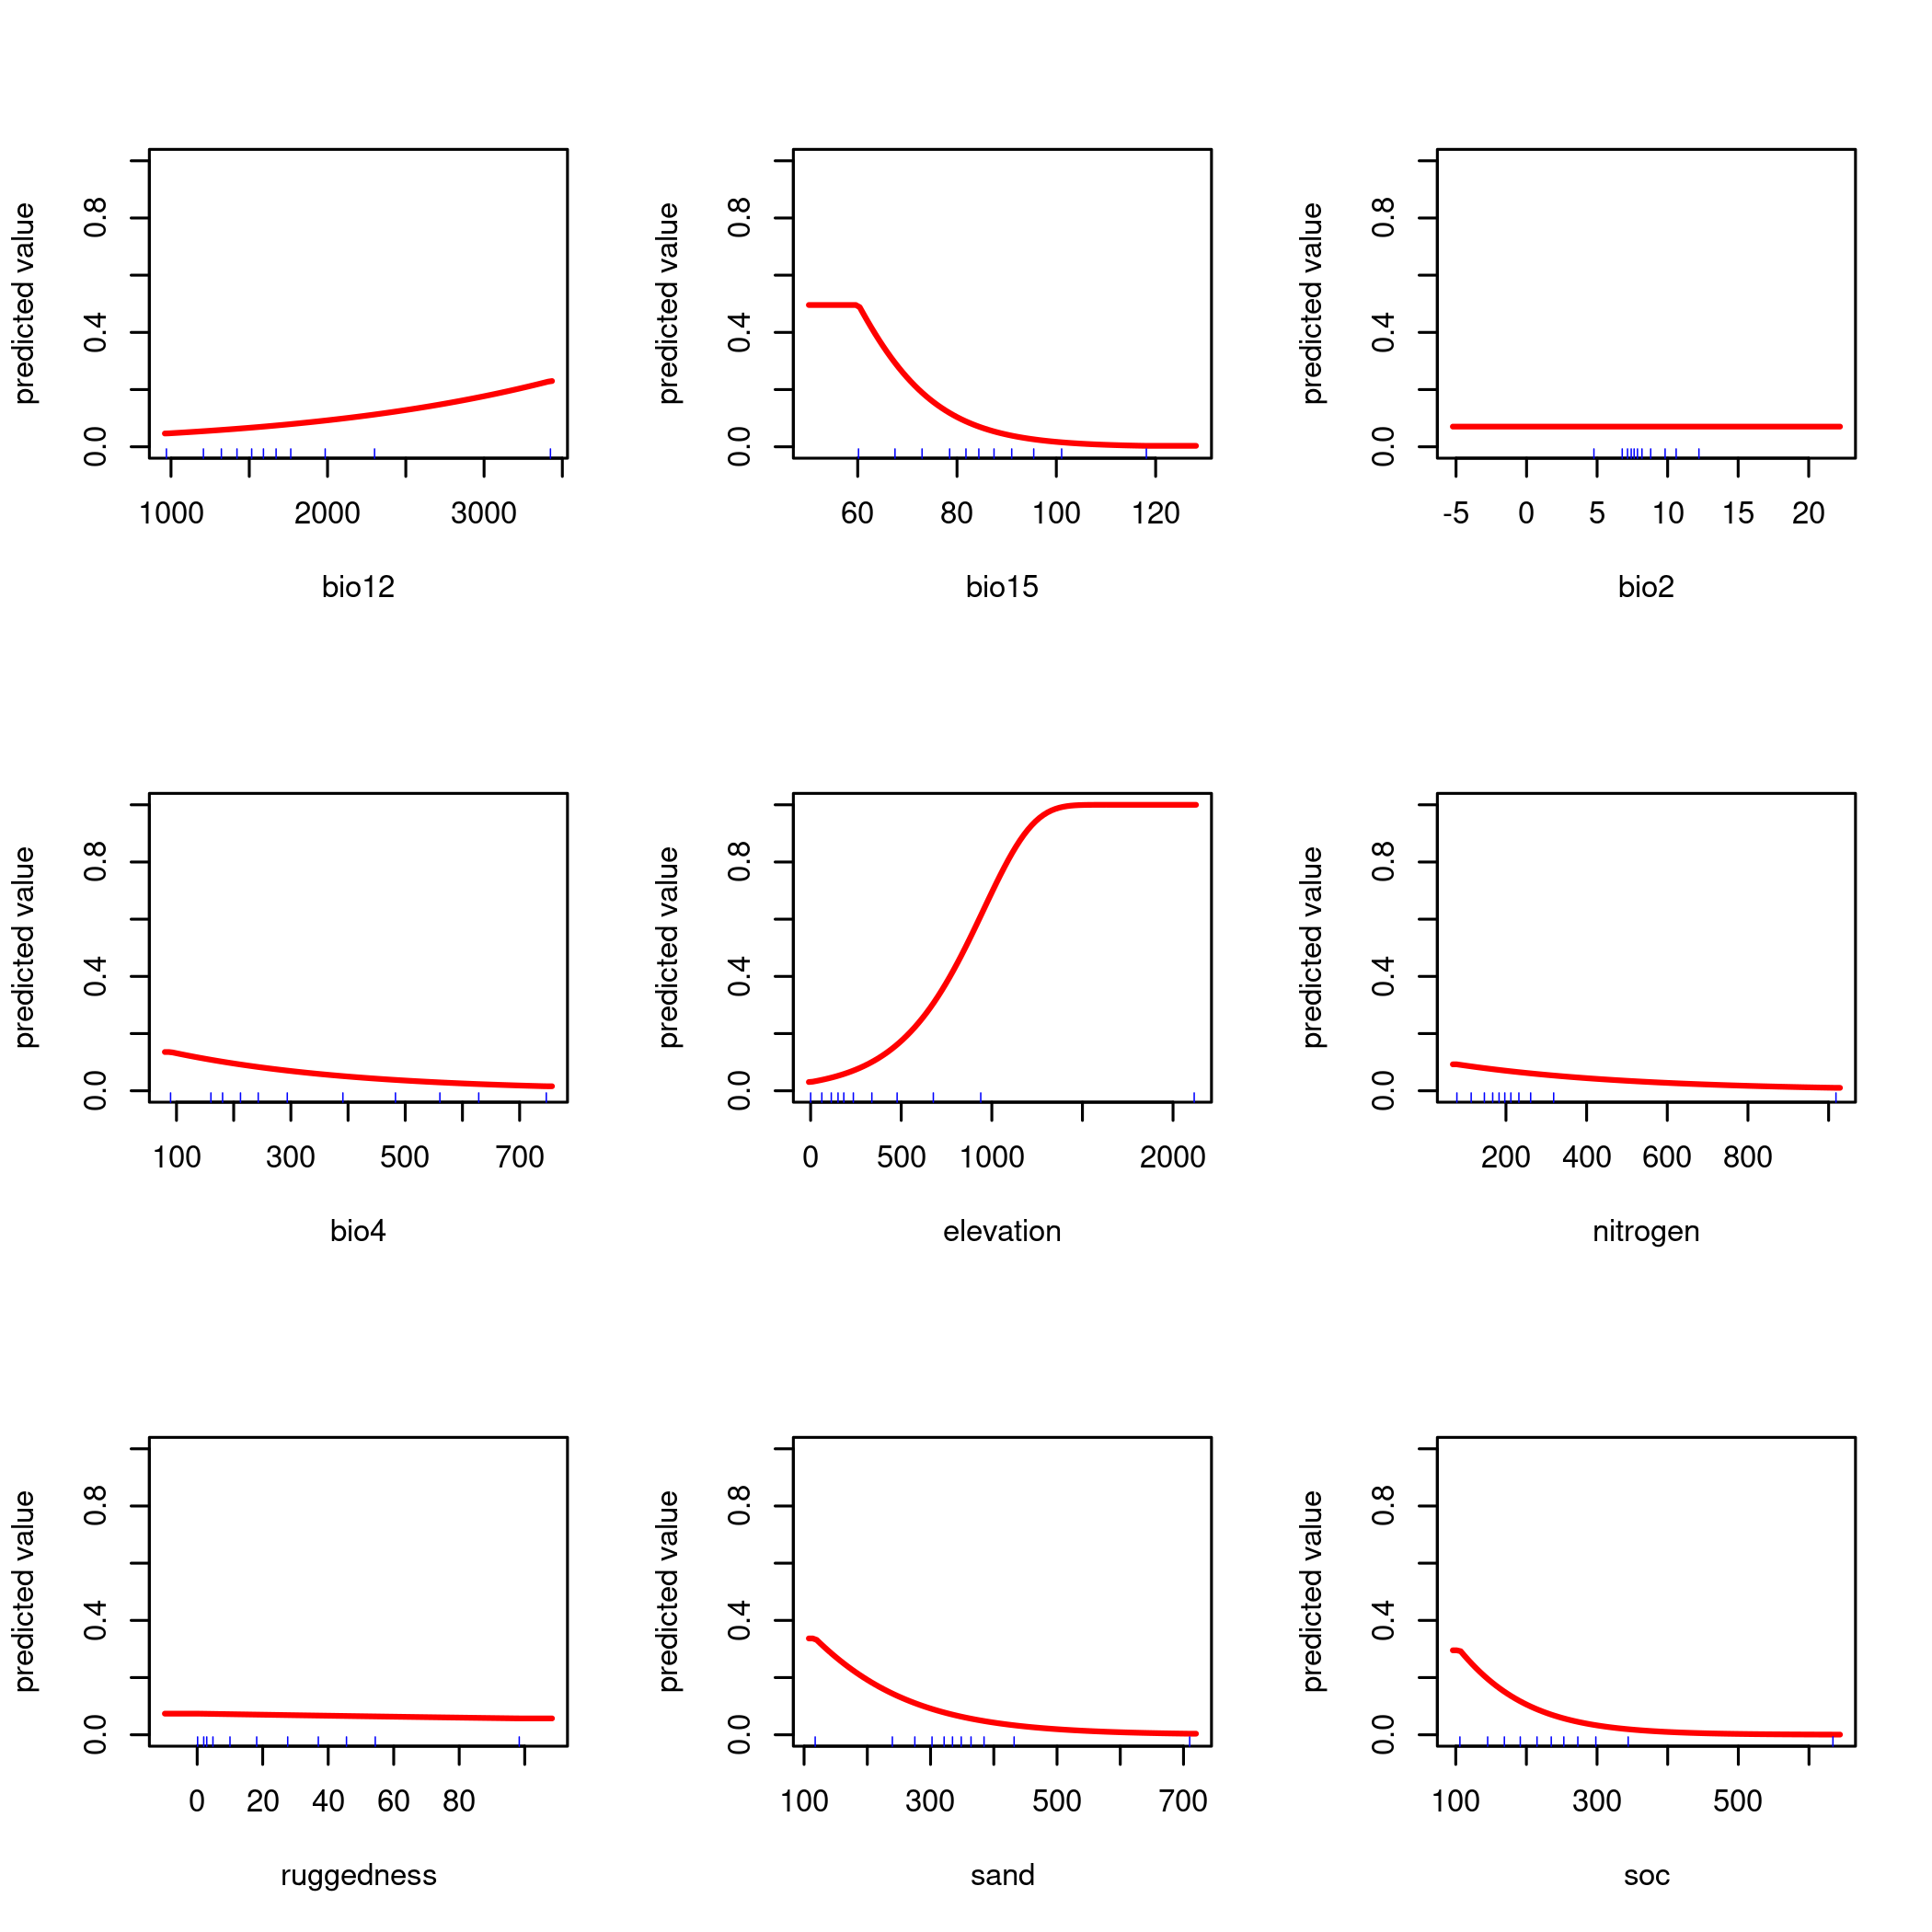 predicted value
0.0 0.4 0.8
1000 2000 3000
bio12
predicted value
0.0 0.4 0.8
60 80 100 120
bio15
predicted value
0.0 0.4 0.8
-5 0 5 10 15 20
bio2
predicted value
0.0 0.4 0.8
100 300 500 700
bio4
predicted value
0.0 0.4 0.8
0 500 1000 2000
elevation
predicted value
0.0 0.4 0.8
200 400 600 800
nitrogen
predicted value
0.0 0.4 0.8
0 20 40 60 80
ruggedness
predicted value
0.0 0.4 0.8
100 300 500 700
sand
predicted value
0.0 0.4 0.8
100 300 500
soc